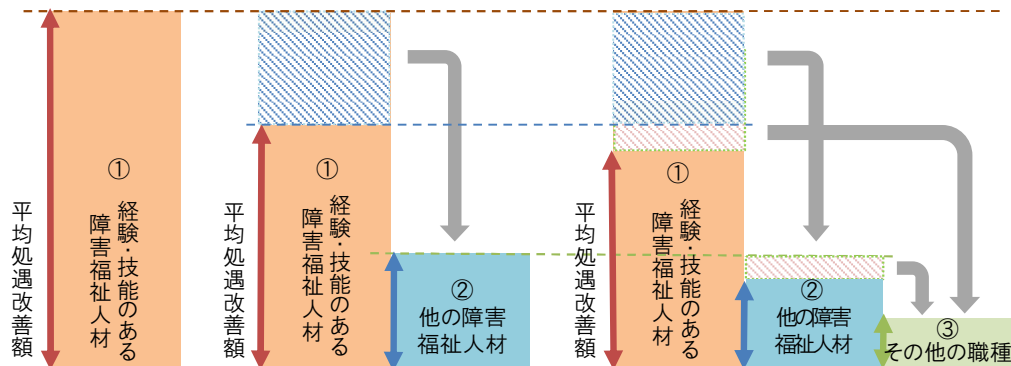 平均処遇改善額
①
経験・技能のある
障害福祉人材
平均処遇改善額
①
経験・技能のある
障害福祉人材
②
他の障害
福祉人材
平均処遇改善額
①
経験・技能のある
障害福祉人材
②
他の障害
福祉人材
③
その他の職種